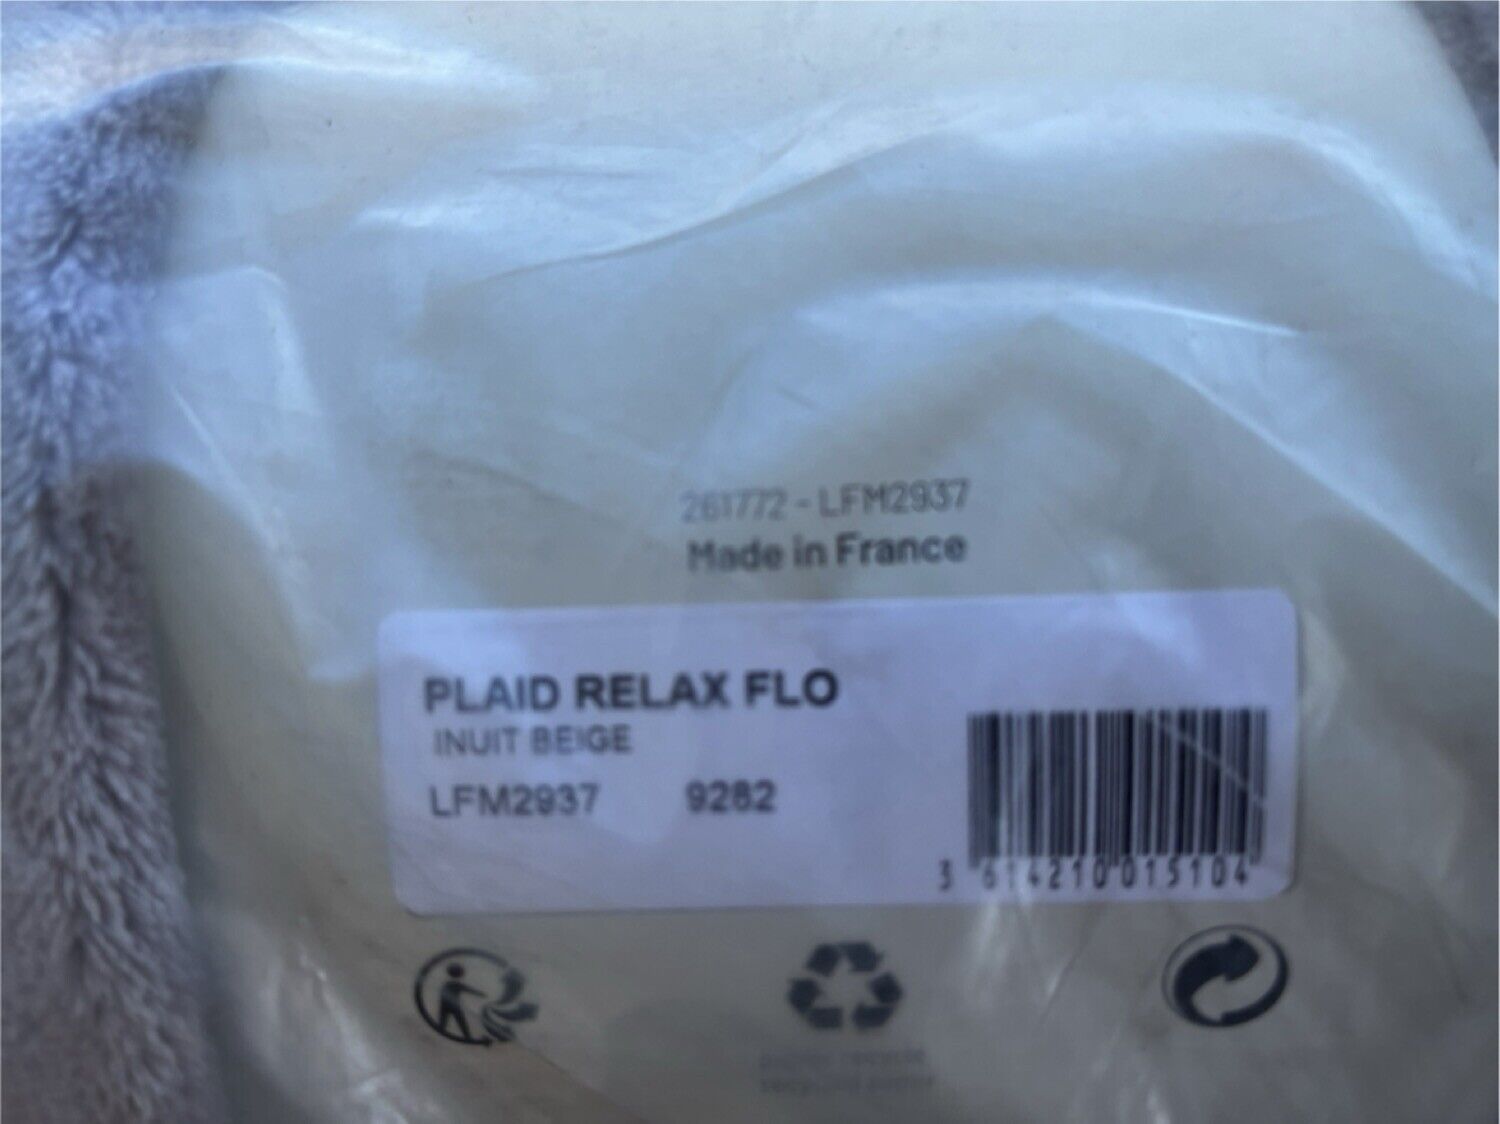 261772 - LFM2937
Made in France
PLAID RELAX FLO
INUIT BEIGE
LFM2937 9282
3 614210 015104